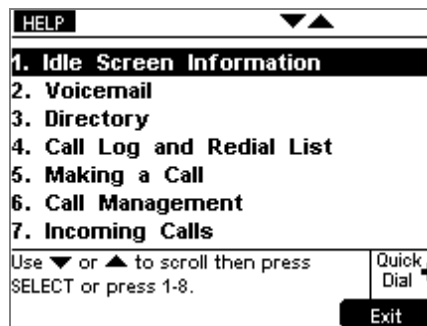 HELP ▼▲
1. Idle Screen Information
2. Voicemail
3. Directory
4. Call Log and Redial List
5. Making a Call
6. Call Management
7. Incoming Calls
Use ▼ or ▲ to scroll then press
SELECT or press 1-8.
Quick
Dial
Exit